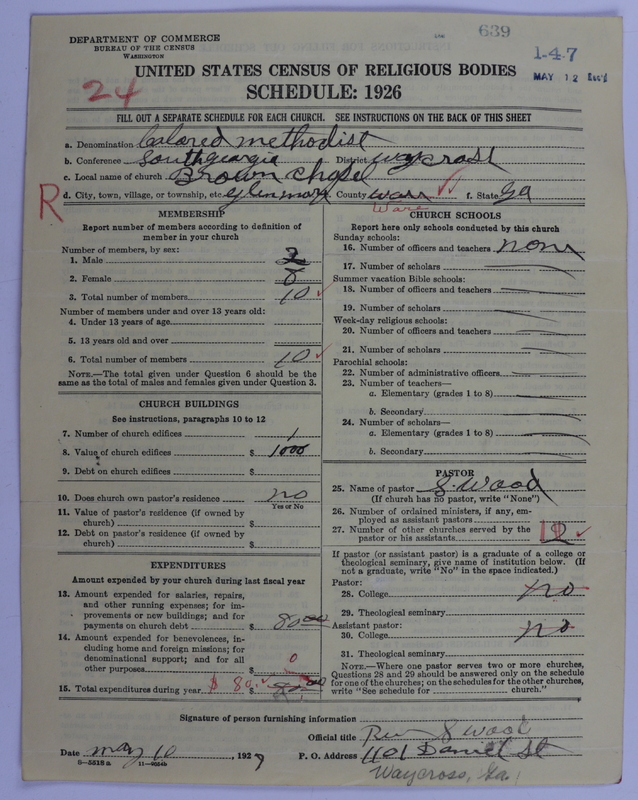 DEPARTMENT OF COMMERCE
BUREAU OF THE CENSUS
WASHINGTON
639
1-47
MAY 12
24
UNITED STATES CENSUS OF RELIGIOUS BODIES
SCHEDULE: 1926
FILL OUT A SEPARATE SCHEDULE FOR EACH CHURCH. SEE INSTRUCTIONS ON THE BACK OF THIS SHEET
a. Denomination Colored methodist
b. Conference South georgia District waycrost
c. Local name of church Brown chapel
R
d. City, town, village, or township, etc. Glenmory County warr f. State Ga
Ware
MEMBERSHIP
Report number of members according to definition of
member in your church
Number of members, by sex:
1. Male 2
2. Female 8
3. Total number of members 10
Number of members under and over 13 years old:
4. Under 13 years of age
5. 13 years old and over
6. Total number of members 10
NOTE.—The total given under Question 6 should be the
same as the total of males and females given under Question 3.
CHURCH BUILDINGS
See instructions, paragraphs 10 to 12
7. Number of church edifices 1
8. Value of church edifices $ 1000
9. Debt on church edifices $
10. Does church own pastor's residence no
Yes or No
11. Value of pastor's residence (if owned by
church) $
12. Debt on pastor's residence (if owned by
church) $
EXPENDITURES
Amount expended by your church during last fiscal year
13. Amount expended for salaries, repairs,
and other running expenses; for im-
provements or new buildings; and for
payments on church debt $ 80.00
14. Amount expended for benevolences, in-
cluding home and foreign missions; for
denominational support; and for all
other purposes $ 0
15. Total expenditures during year $ 80.
CHURCH SCHOOLS
Report here only schools conducted by this church
Sunday schools:
16. Number of officers and teachers none
17. Number of scholars
Summer vacation Bible schools:
18. Number of officers and teachers
19. Number of scholars
Week-day religious schools:
20. Number of officers and teachers
21. Number of scholars
Parochial schools:
22. Number of administrative officers
23. Number of teachers—
a. Elementary (grades 1 to 8)
b. Secondary
24. Number of scholars—
a. Elementary (grades 1 to 8)
b. Secondary
PASTOR
25. Name of pastor S. Wood
(If church has no pastor, write "None")
26. Number of ordained ministers, if any, em-
ployed as assistant pastors
27. Number of other churches served by the
pastor or his assistants
If pastor (or assistant pastor) is a graduate of a college or
theological seminary, give name of institution below. (If
not a graduate, write "No" in the space indicated.)
Pastor:
28. College no
29. Theological seminary
Assistant pastor:
30. College no
31. Theological seminary
NOTE.—Where one pastor serves two or more churches,
Questions 28 and 29 should be answered only on the schedule
for one of the churches; on the schedules for the other churches,
write "See schedule for church."
Signature of person furnishing information
Official title Rev S Wood
Date may 10, 1927 P. O. Address 1101 Daniel St
8-5518 a 11-9054b
Waycross, Ga.